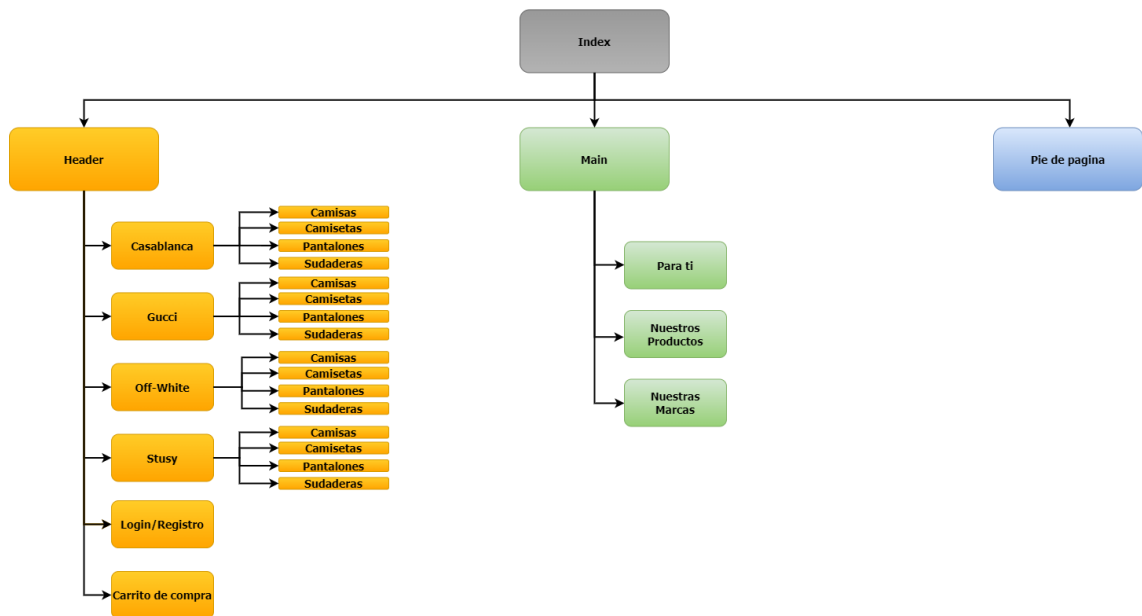 Index
Header
Main
Pie de pagina
Casablanca
Camisas
Camisetas
Pantalones
Sudaderas
Gucci
Camisas
Camisetas
Pantalones
Sudaderas
Off-White
Camisas
Camisetas
Pantalones
Sudaderas
Stusy
Camisas
Camisetas
Pantalones
Sudaderas
Login/Registro
Carrito de compra
Para ti
Nuestros
Productos
Nuestras
Marcas